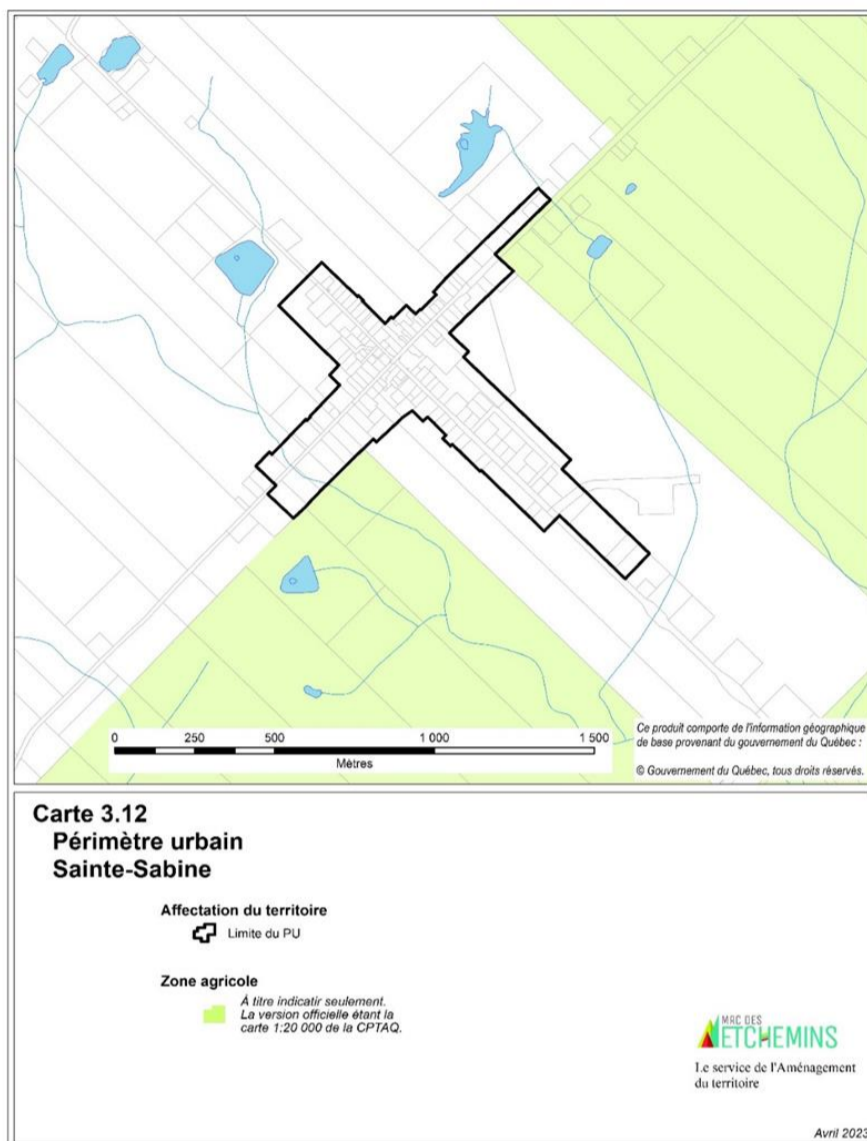 0 250 500 1 000 1 500
Mètres
Ce produit comporte de l'information géographique
de base provenant du gouvernement du Québec :
© Gouvernement du Québec, tous droits réservés.
Carte 3.12
Périmètre urbain
Sainte-Sabine
Affectation du territoire
Limite du PU
Zone agricole
À titre indicatir seulement.
La version officielle étant la
carte 1:20 000 de la CPTAQ.
MRC DES
ETCHEMINS
Le service de l'Aménagement
du territoire
Avril 2023